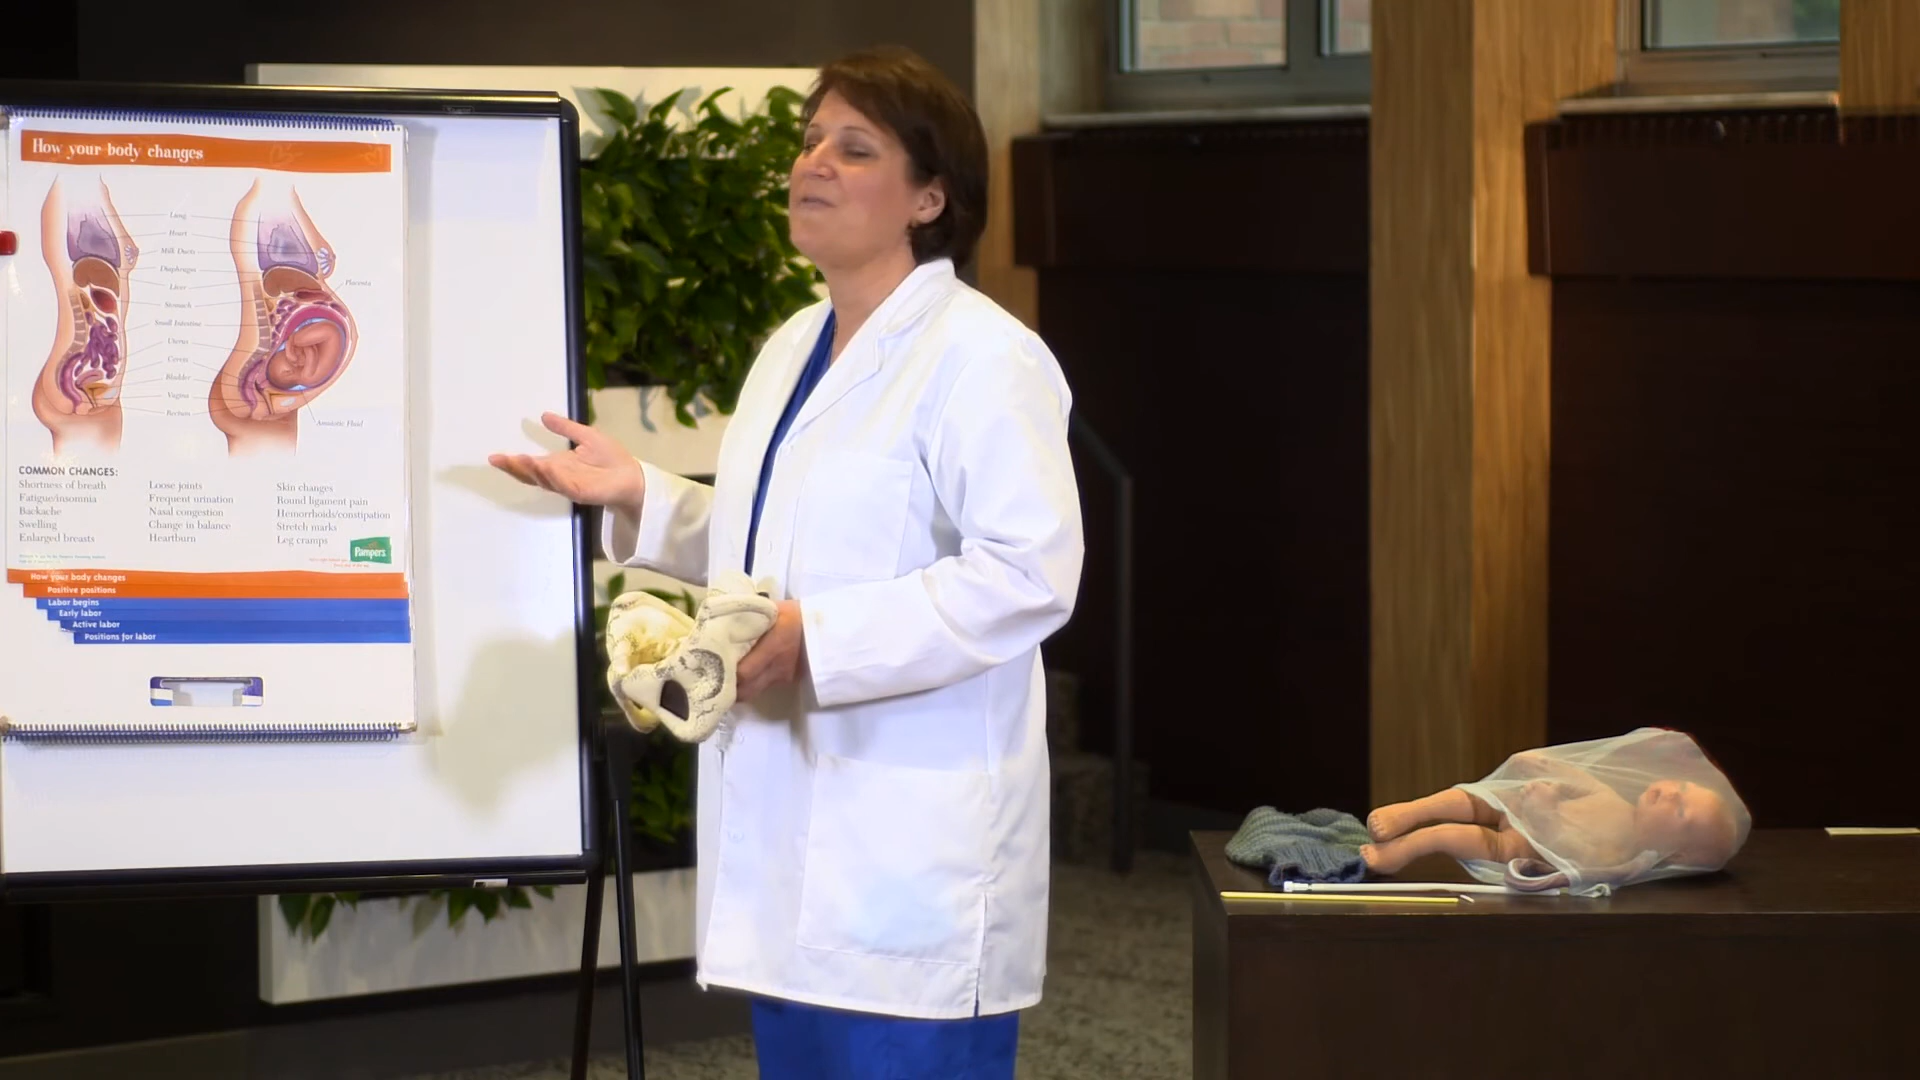 How your body changes
Lung
Heart
Milk Ducts
Diaphragm
Liver
Stomach
Small Intestine
Uterus
Cervix
Bladder
Vagina
Rectum
Placenta
Amniotic Fluid
COMMON CHANGES:
Shortness of breath
Fatigue/insomnia
Backache
Swelling
Enlarged breasts
Loose joints
Frequent urination
Nasal congestion
Change in balance
Heartburn
Skin changes
Round ligament pain
Hemorrhoids/constipation
Stretch marks
Leg cramps
Pampers
How your body changes
Positive positions
Labor begins
Early labor
Active labor
Positions for labor